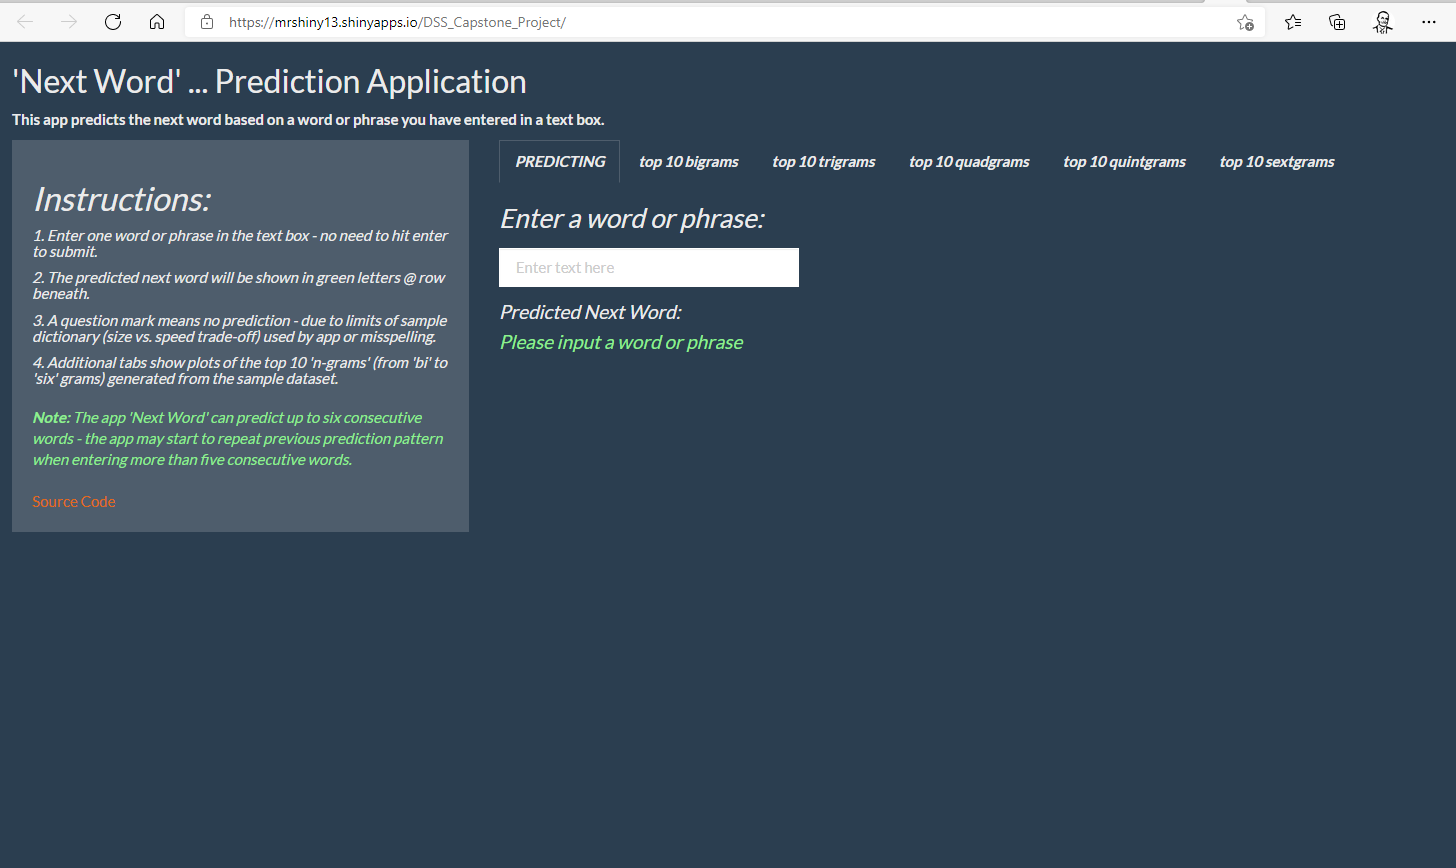 https://mrshiny13.shinyapps.io/DSS_Capstone_Project/
'Next Word' ... Prediction Application
This app predicts the next word based on a word or phrase you have entered in a text box.
Instructions:
1. Enter one word or phrase in the text box - no need to hit enter
to submit.
2. The predicted next word will be shown in green letters @ row
beneath.
3. A question mark means no prediction - due to limits of sample
dictionary (size vs. speed trade-off) used by app or misspelling.
4. Additional tabs show plots of the top 10 'n-grams' (from 'bi' to
'six' grams) generated from the sample dataset.
Note: The app 'Next Word' can predict up to six consecutive
words - the app may start to repeat previous prediction pattern
when entering more than five consecutive words.
Source Code
PREDICTING top 10 bigrams top 10 trigrams top 10 quadgrams top 10 quintgrams top 10 sextgrams
Enter a word or phrase:
Enter text here
Predicted Next Word:
Please input a word or phrase